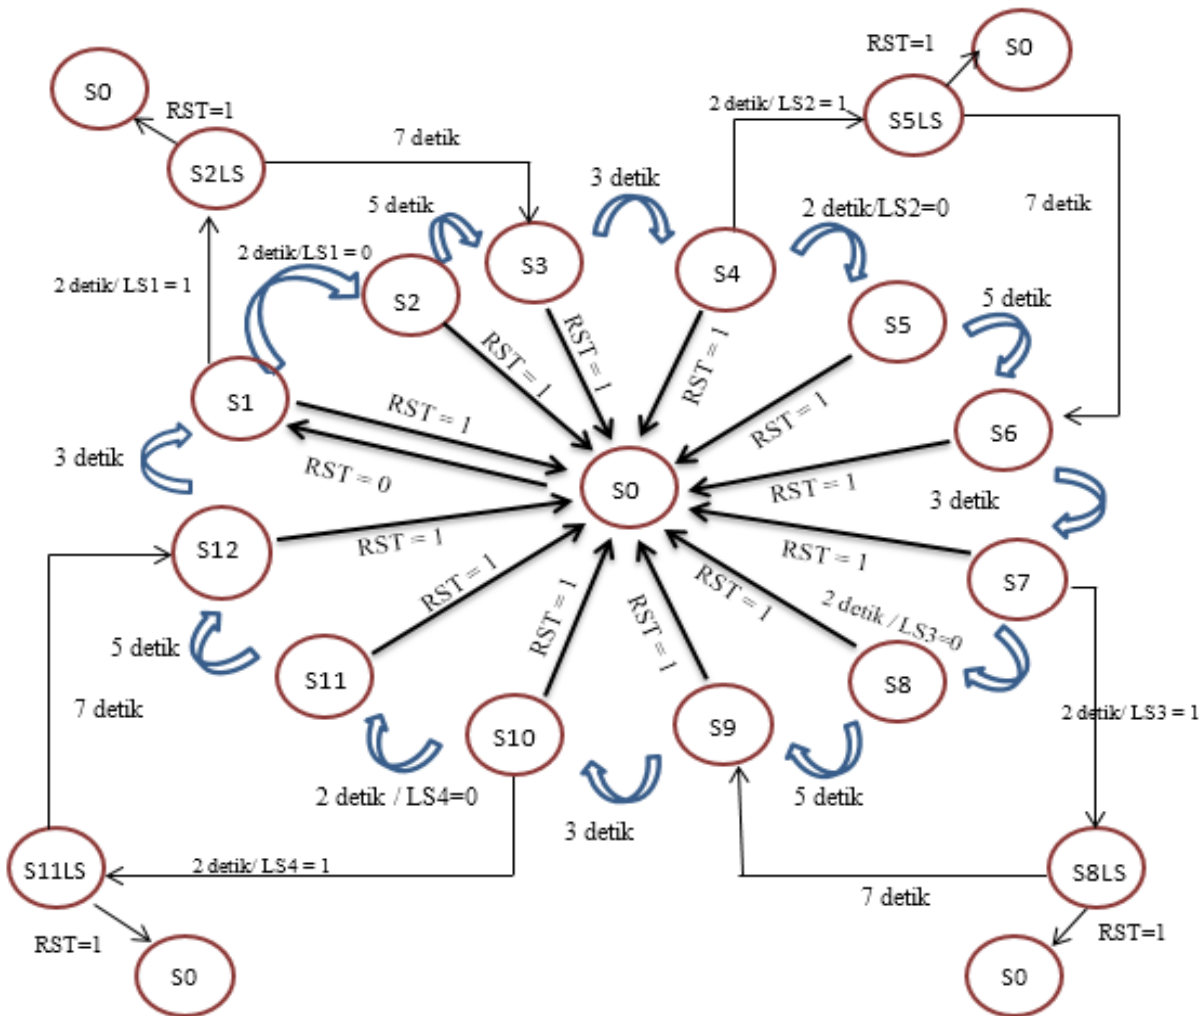 RST=1
S0
S0
RST=1
2 detik/ LS2 = 1
S5LS
7 detik
S2LS
3 detik
5 detik
2 detik/LS2=0
7 detik
2 detik/LS1 = 0
S3
S4
2 detik/ LS1 = 1
S2
5 detik
S5
RST = 1
RST = 1
RST = 1
S1
RST = 1
RST = 1
S6
3 detik
RST = 0
S0
RST = 1
3 detik
S12
RST = 1
RST = 1
S7
RST = 1
RST = 1
RST = 1
RST = 1
2 detik / LS3=0
5 detik
S11
S8
7 detik
2 detik/ LS3 = 1
S10
S9
2 detik / LS4=0
5 detik
3 detik
S11LS
2 detik/ LS4 = 1
S8LS
7 detik
RST=1
RST=1
S0
S0